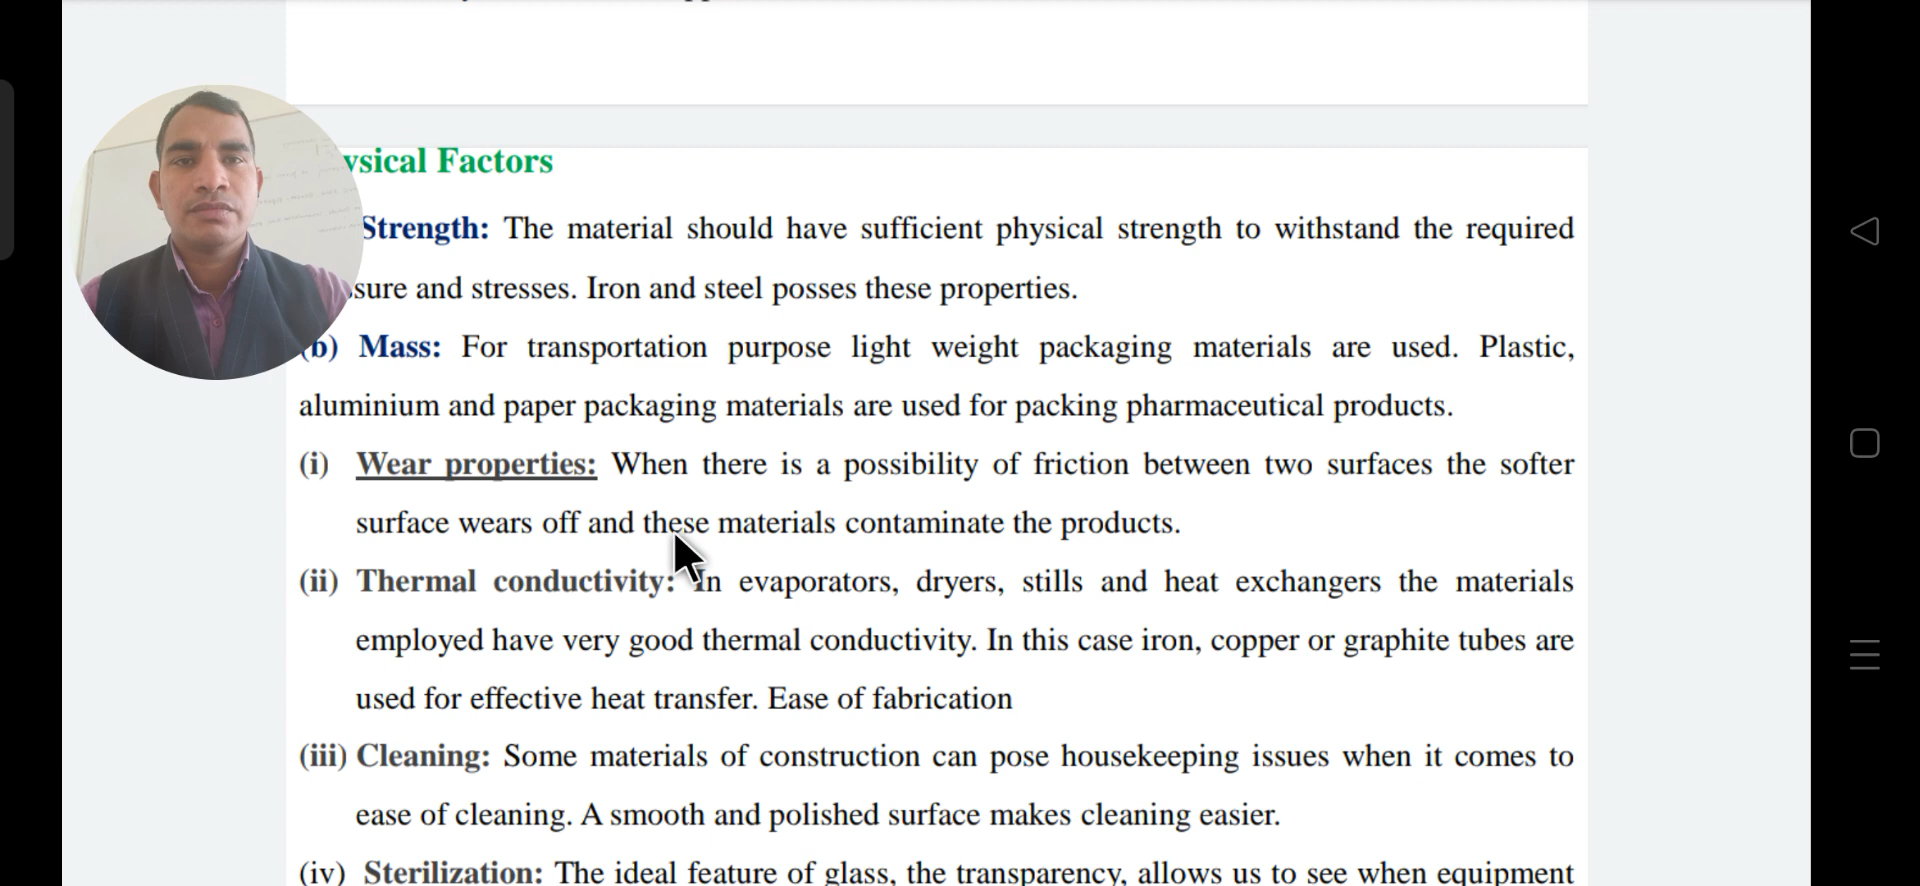 ysical Factors
Strength: The material should have sufficient physical strength to withstand the required
sure and stresses. Iron and steel posses these properties.
(b) Mass: For transportation purpose light weight packaging materials are used. Plastic,
aluminium and paper packaging materials are used for packing pharmaceutical products.
(i) Wear properties: When there is a possibility of friction between two surfaces the softer
surface wears off and these materials contaminate the products.
(ii) Thermal conductivity: In evaporators, dryers, stills and heat exchangers the materials
employed have very good thermal conductivity. In this case iron, copper or graphite tubes are
used for effective heat transfer. Ease of fabrication
(iii) Cleaning: Some materials of construction can pose housekeeping issues when it comes to
ease of cleaning. A smooth and polished surface makes cleaning easier.
(iv) Sterilization: The ideal feature of glass, the transparency, allows us to see when equipment